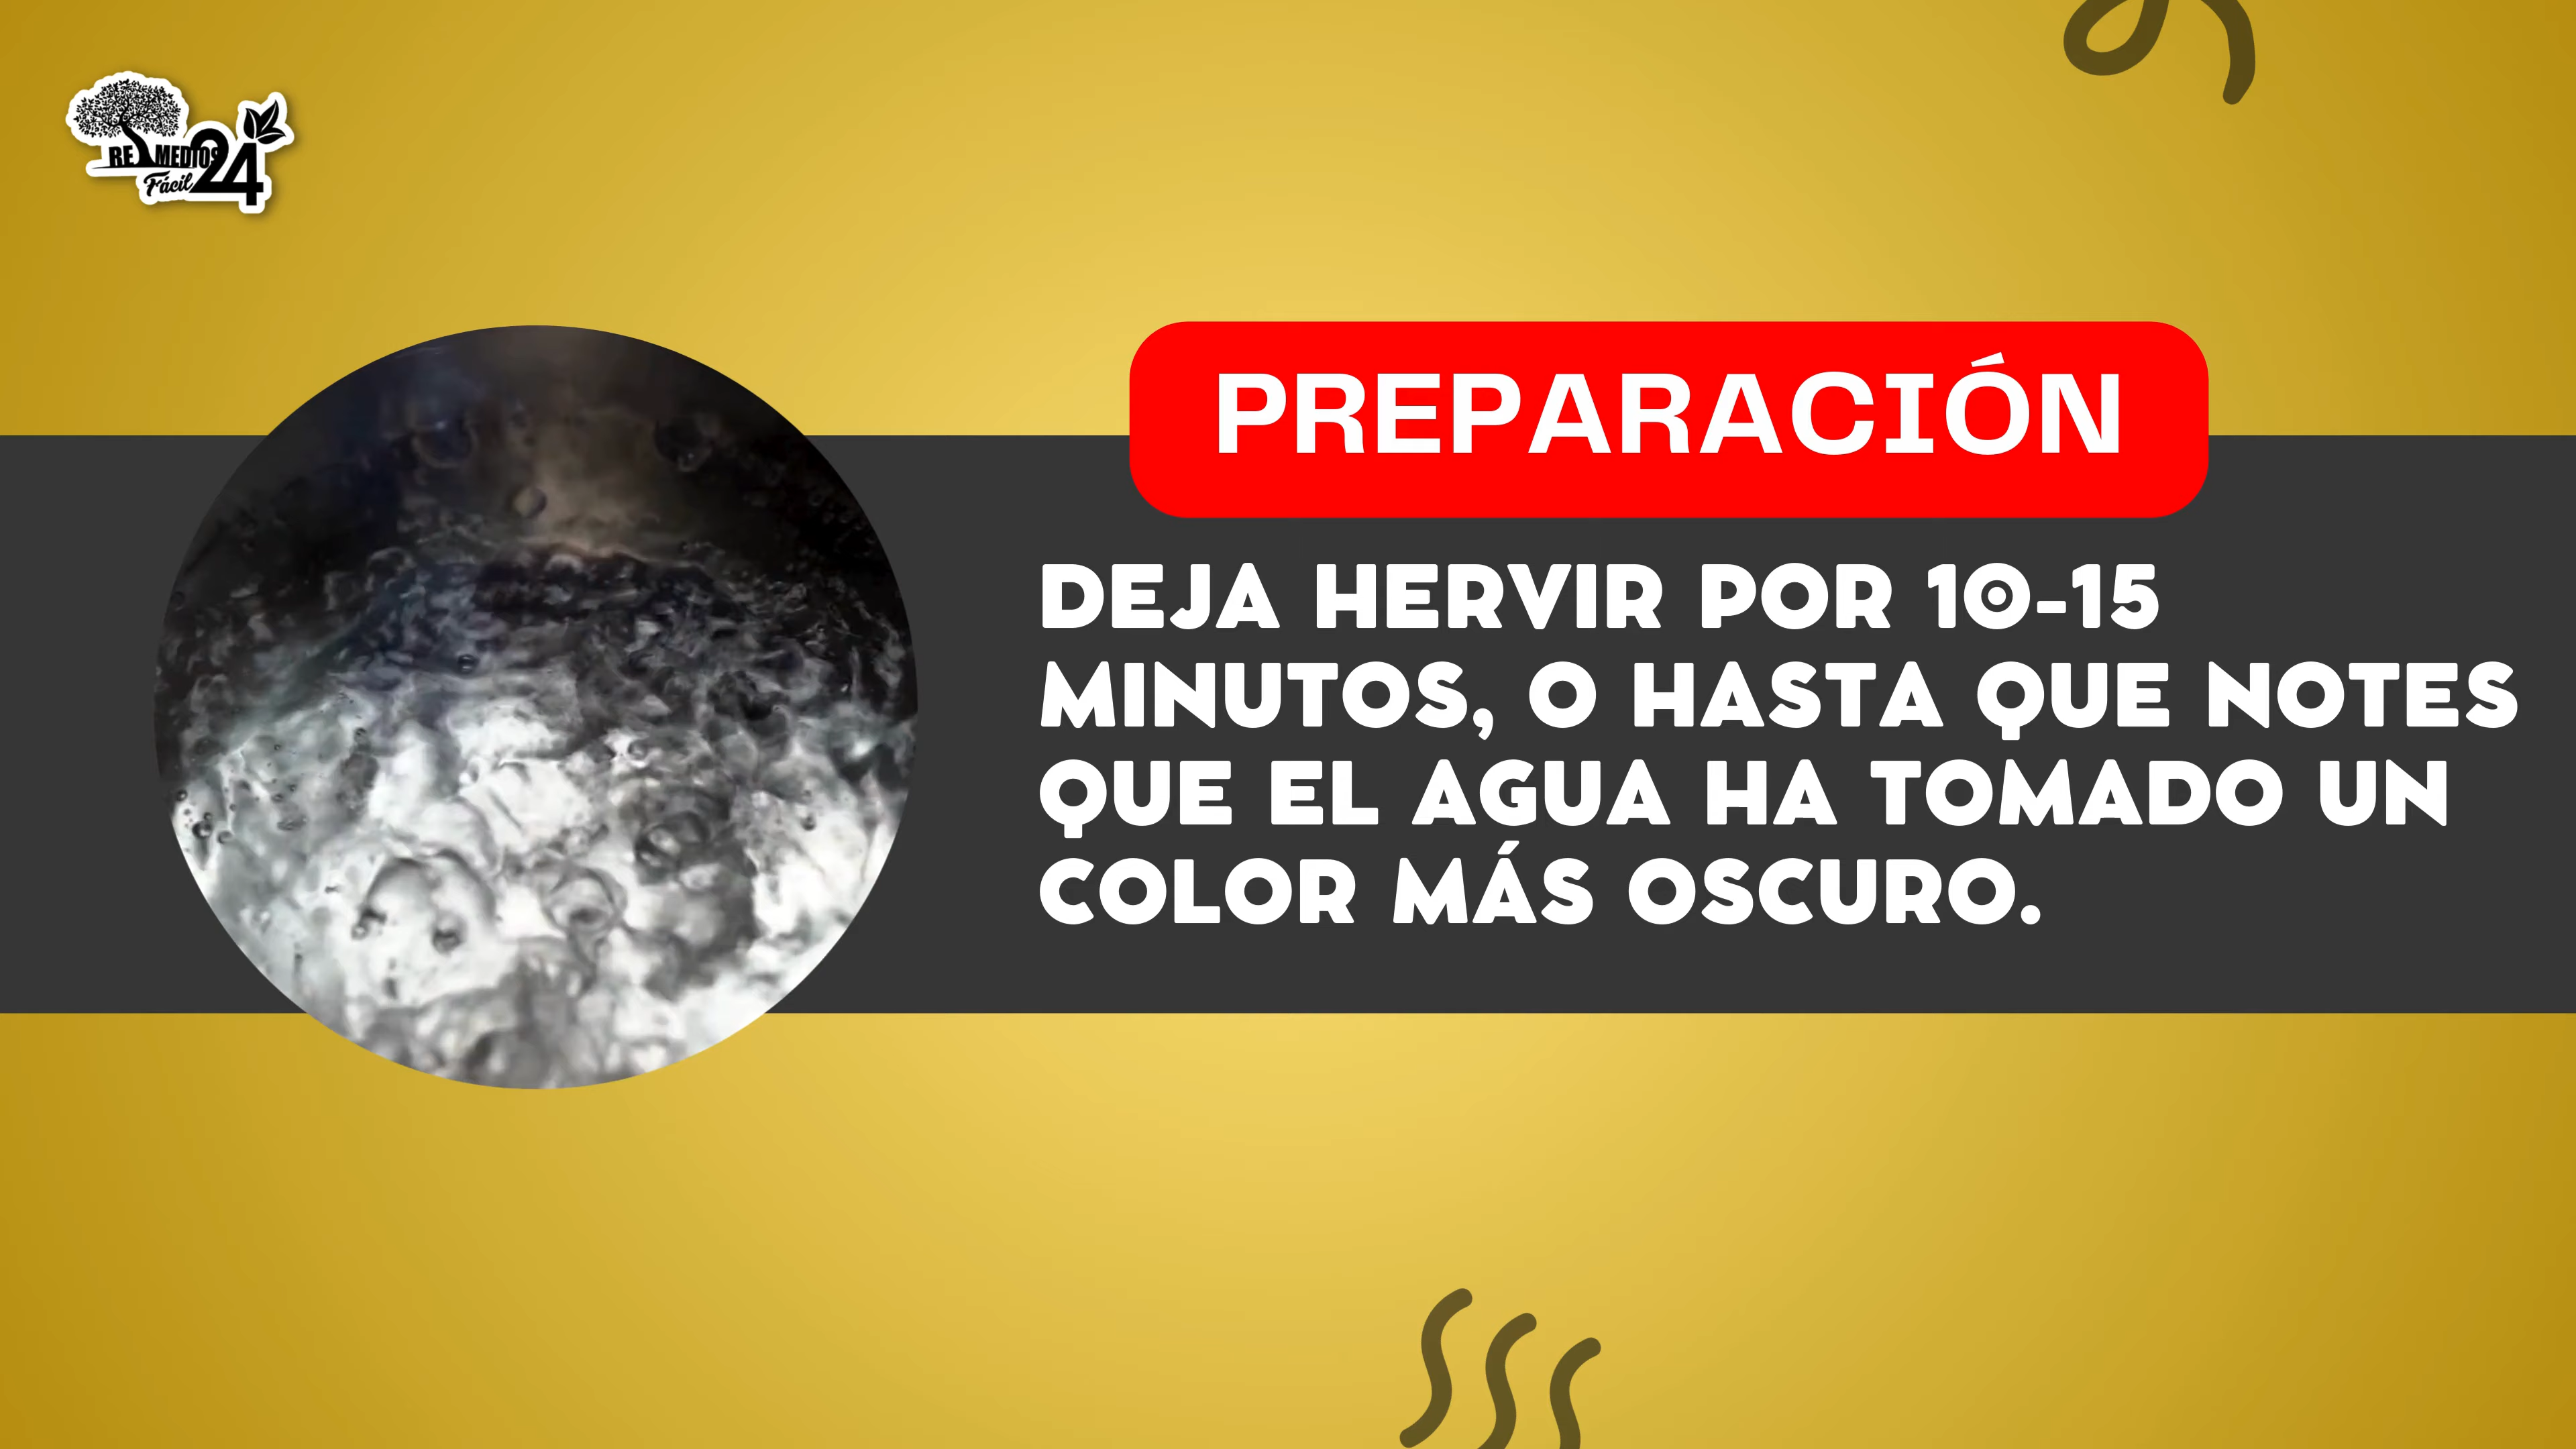 REMEDIOS
Fácil 24
PREPARACIÓN
DEJA HERVIR POR 10-15
MINUTOS, O HASTA QUE NOTES
QUE EL AGUA HA TOMADO UN
COLOR MÁS OSCURO.